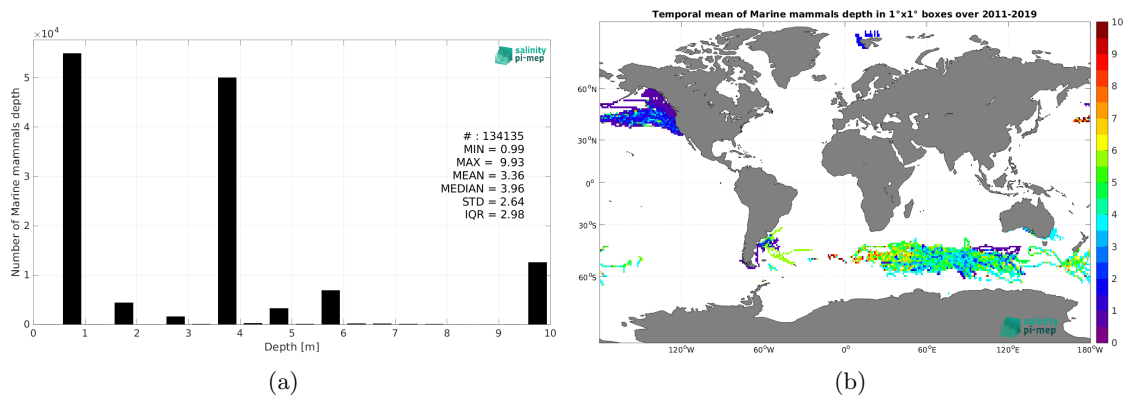 ×10⁴
salinity
pi-mep
Number of Marine mammals depth
5
4
3
2
1
0
# : 134135
MIN = 0.99
MAX = 9.93
MEAN = 3.36
MEDIAN = 3.96
STD = 2.64
IQR = 2.98
0 1 2 3 4 5 6 7 8 9 10
Depth [m]
(a)
Temporal mean of Marine mammals depth in 1°x1° boxes over 2011-2019
60°N
30°N
0°
30°S
60°S
120°W 60°W 0° 60°E 120°E 180°W
salinity
pi-mep
10
9
8
7
6
5
4
3
2
1
0
(b)